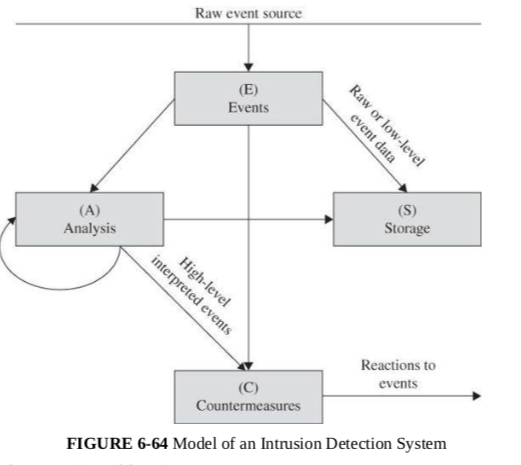 Raw event source
(E)
Events
Raw or low-level
event data
(A)
Analysis
(S)
Storage
High-level
interpreted events
(C)
Countermeasures
Reactions to
events
FIGURE 6-64 Model of an Intrusion Detection System